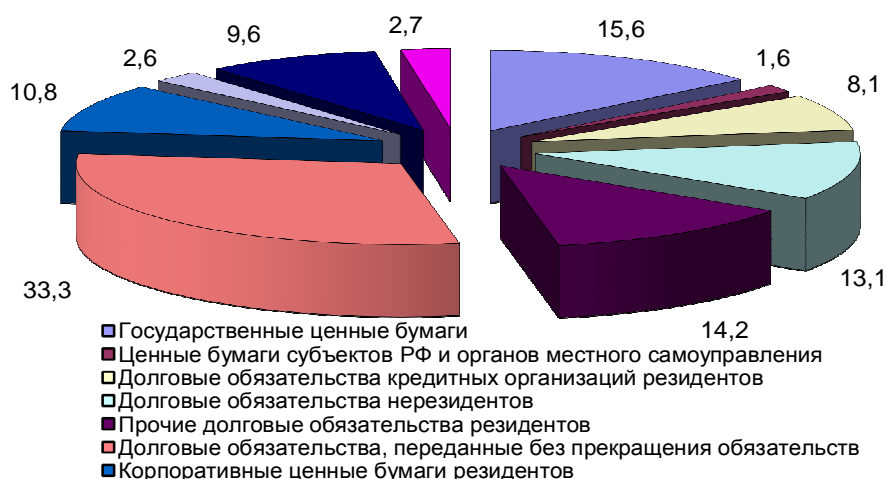 2,7
15,6
9,6
2,6
1,6
10,8
8,1
33,3
13,1
14,2
Государственные ценные бумаги
Ценные бумаги субъектов РФ и органов местного самоуправления
Долговые обязательства кредитных организаций резидентов
Долговые обязательства нерезидентов
Прочие долговые обязательства резидентов
Долговые обязательства, переданные без прекращения обязательств
Корпоративные ценные бумаги резидентов